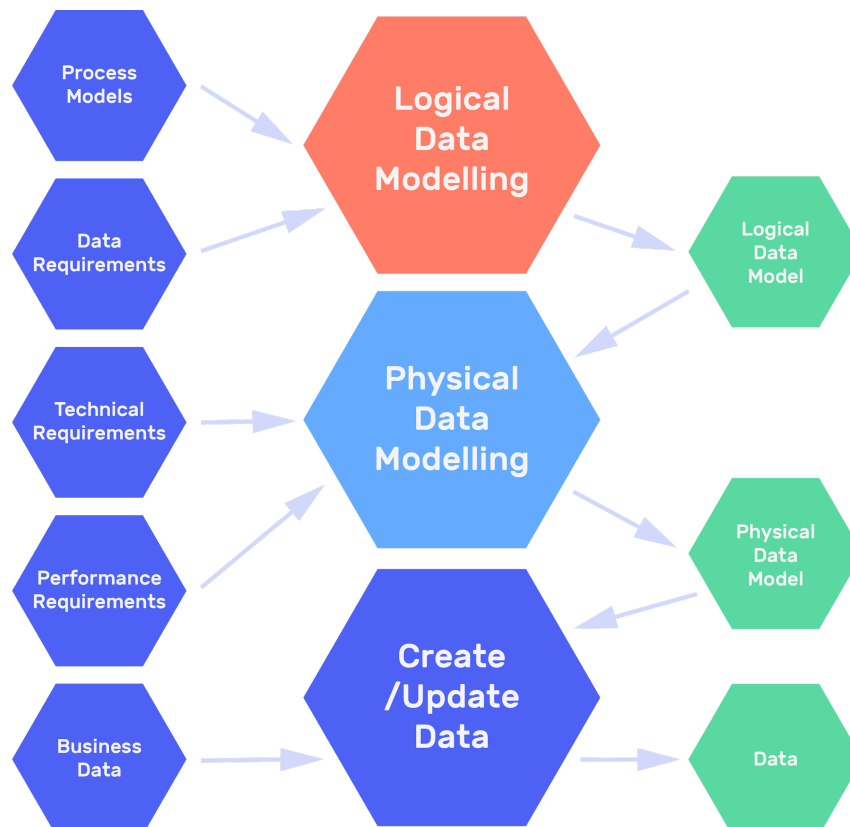 Process
Models
Logical
Data
Modelling
Data
Requirements
Logical
Data
Model
Technical
Requirements
Physical
Data
Modelling
Performance
Requirements
Physical
Data
Model
Create
/Update
Data
Business
Data
Data